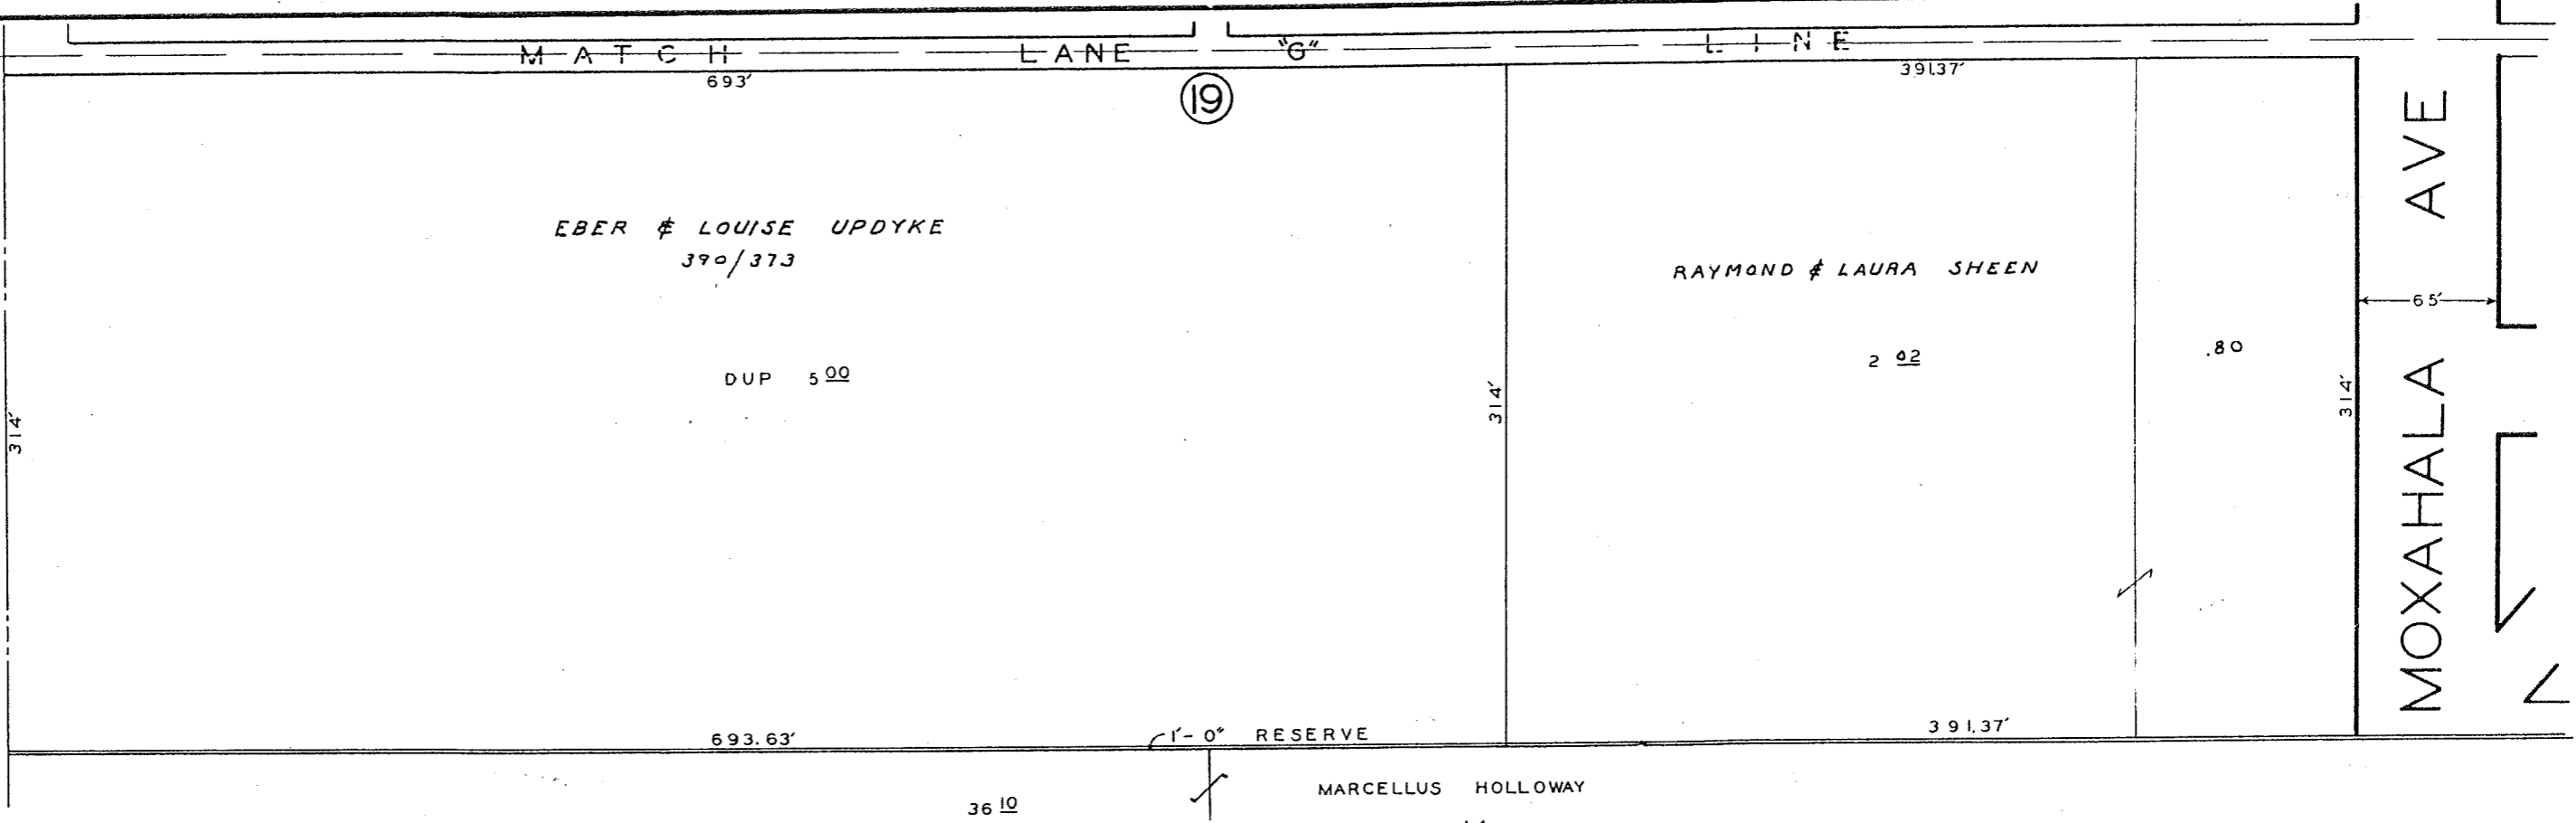 MATCH LANE "G" LINE
693'
391.37'
19
EBER & LOUISE UPDYKE
390/373
RAYMOND & LAURA SHEEN
65'
DUP 5 00
2 02
.80
314'
314'
314'
MOXAHALA AVE
693.63'
1'-0" RESERVE
391.37'
MARCELLUS HOLLOWAY
36 10